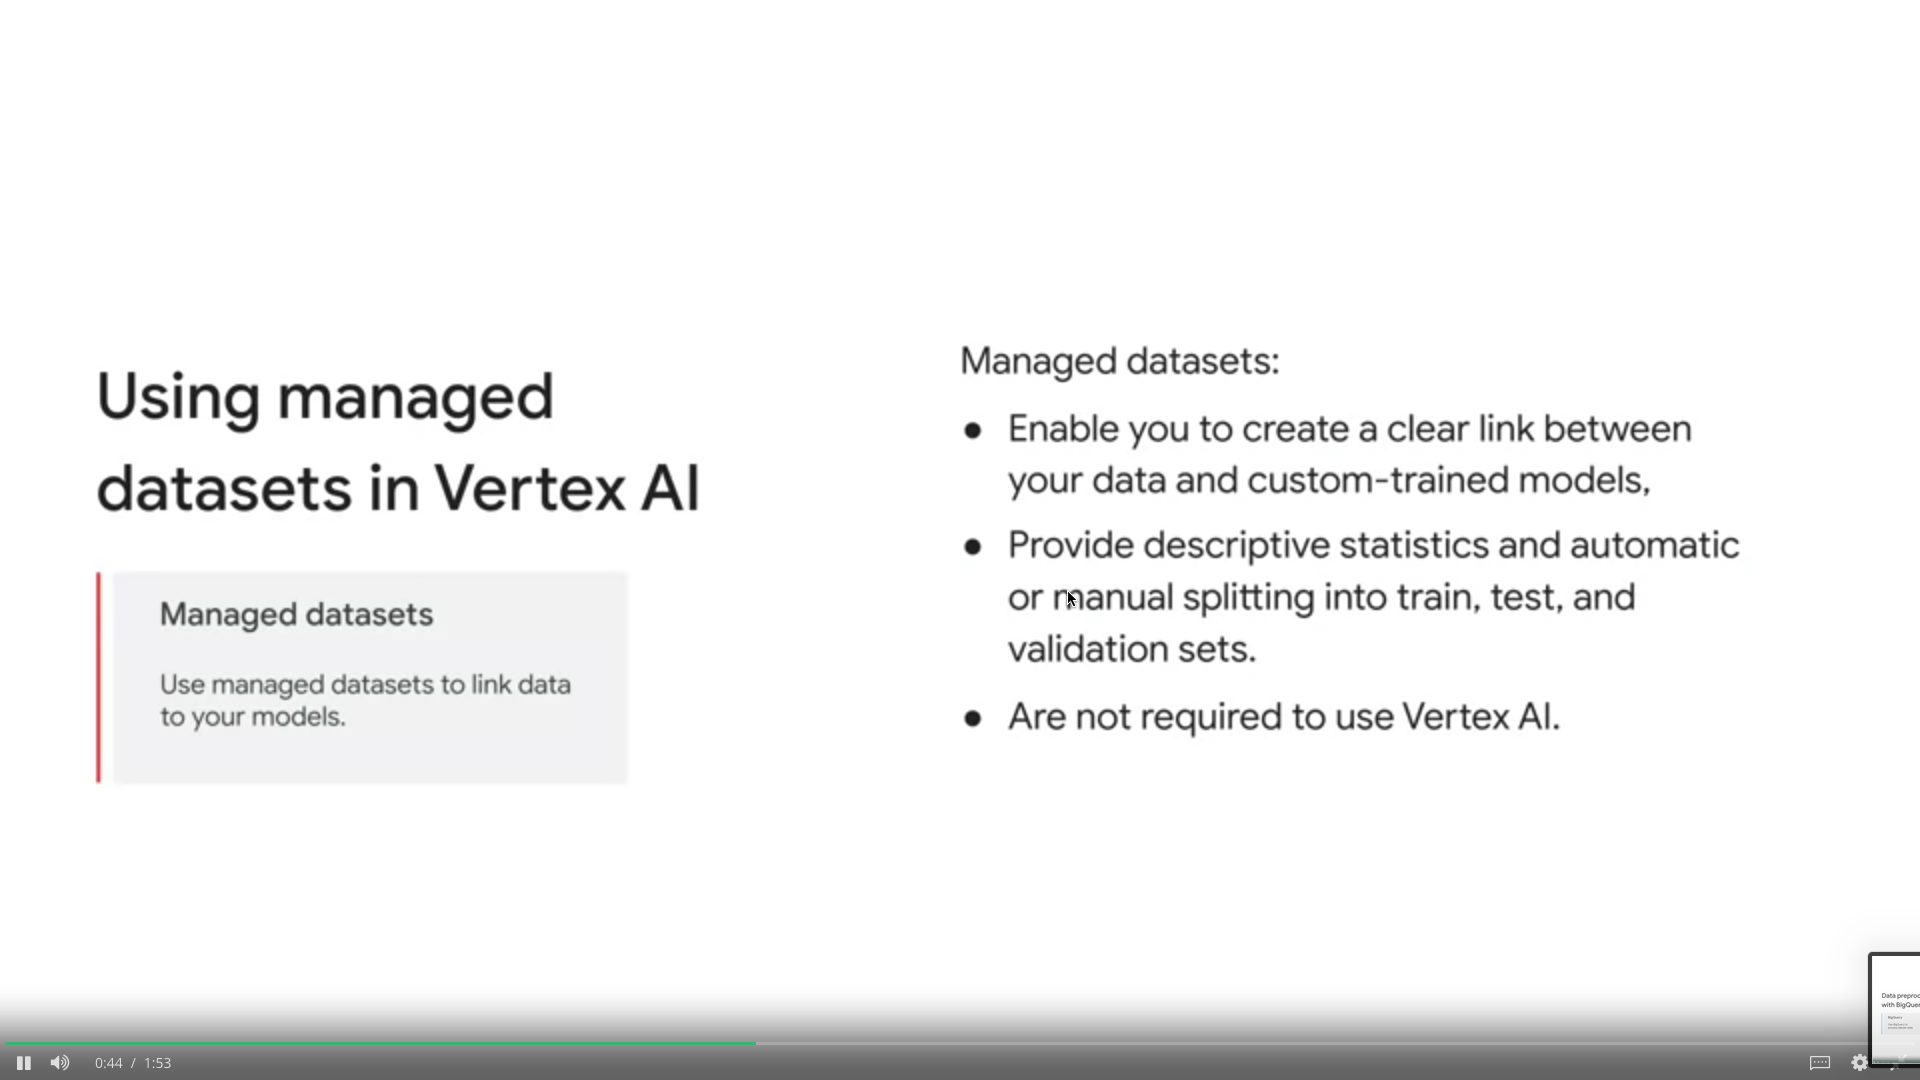 Using managed
datasets in Vertex AI
Managed datasets
Use managed datasets to link data
to your models.
Managed datasets:
● Enable you to create a clear link between
your data and custom-trained models,
● Provide descriptive statistics and automatic
or manual splitting into train, test, and
validation sets.
● Are not required to use Vertex AI.
Data preproc
with BigQuer
0:44 / 1:53